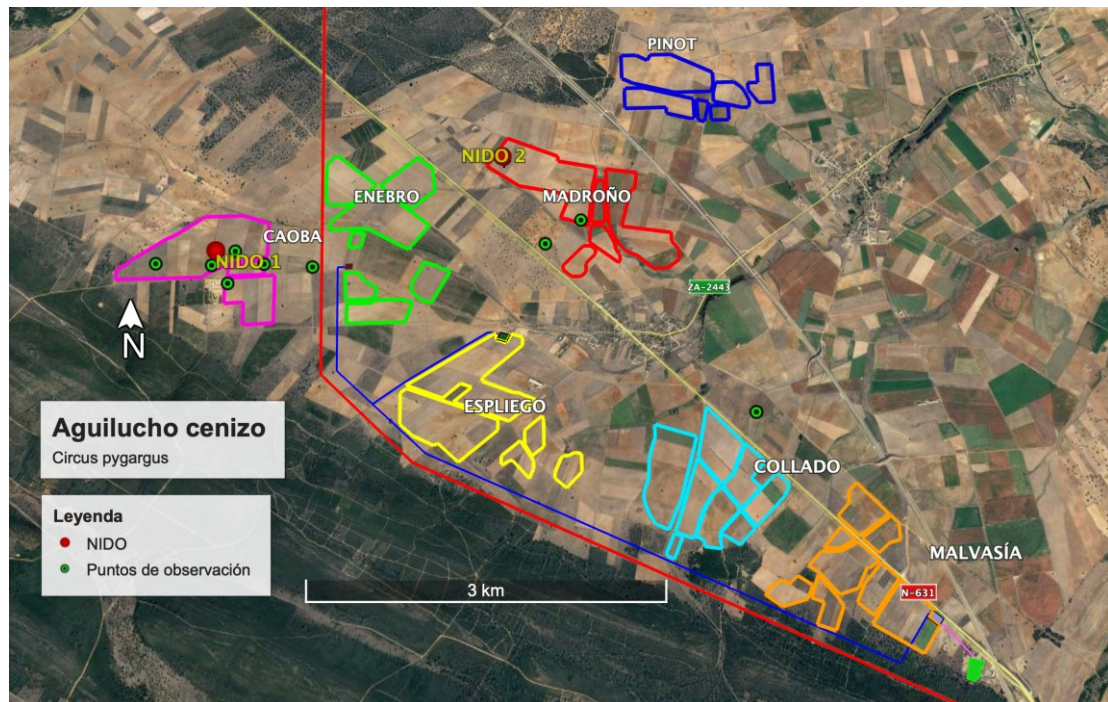 PINOT
NIDO 2
ENEBRO
MADROÑO
CAOBA
NIDO 1
ZA-2443
N
ESPLIEGO
Aguilucho cenizo
Circus pygargus
COLLADO
Leyenda
NIDO
Puntos de observación
MALVASÍA
3 km
N-631